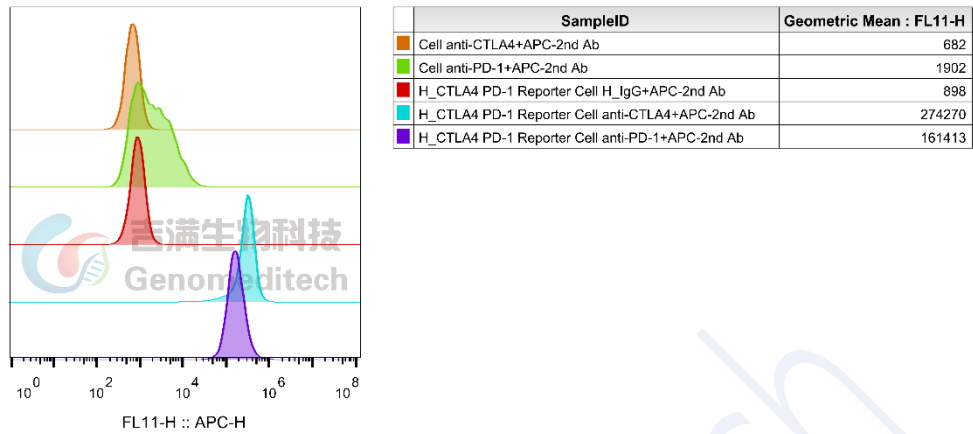 SampleID Geometric Mean : FL11-H
Cell anti-CTLA4+APC-2nd Ab 682
Cell anti-PD-1+APC-2nd Ab 1902
H_CTLA4 PD-1 Reporter Cell H_IgG+APC-2nd Ab 898
H_CTLA4 PD-1 Reporter Cell anti-CTLA4+APC-2nd Ab 274270
H_CTLA4 PD-1 Reporter Cell anti-PD-1+APC-2nd Ab 161413
吉满生物科技
Genomeditech
10^0 10^2 10^4 10^6 10^8
FL11-H :: APC-H